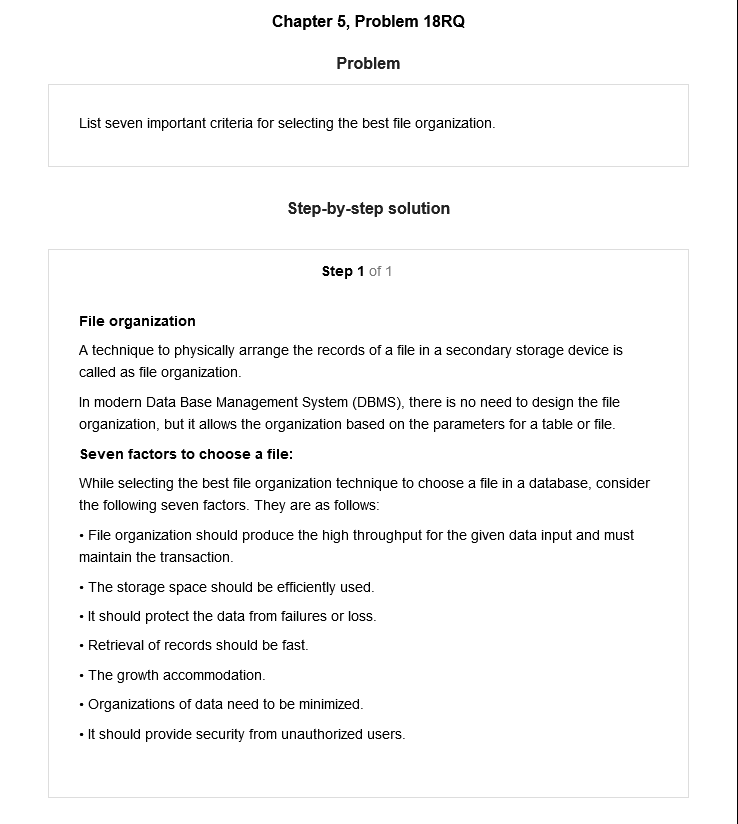 Chapter 5, Problem 18RQ
Problem
List seven important criteria for selecting the best file organization.
Step-by-step solution
Step 1 of 1
File organization
A technique to physically arrange the records of a file in a secondary storage device is
called as file organization.
In modern Data Base Management System (DBMS), there is no need to design the file
organization, but it allows the organization based on the parameters for a table or file.
Seven factors to choose a file:
While selecting the best file organization technique to choose a file in a database, consider
the following seven factors. They are as follows:
• File organization should produce the high throughput for the given data input and must
maintain the transaction.
• The storage space should be efficiently used.
• It should protect the data from failures or loss.
• Retrieval of records should be fast.
• The growth accommodation.
• Organizations of data need to be minimized.
• It should provide security from unauthorized users.